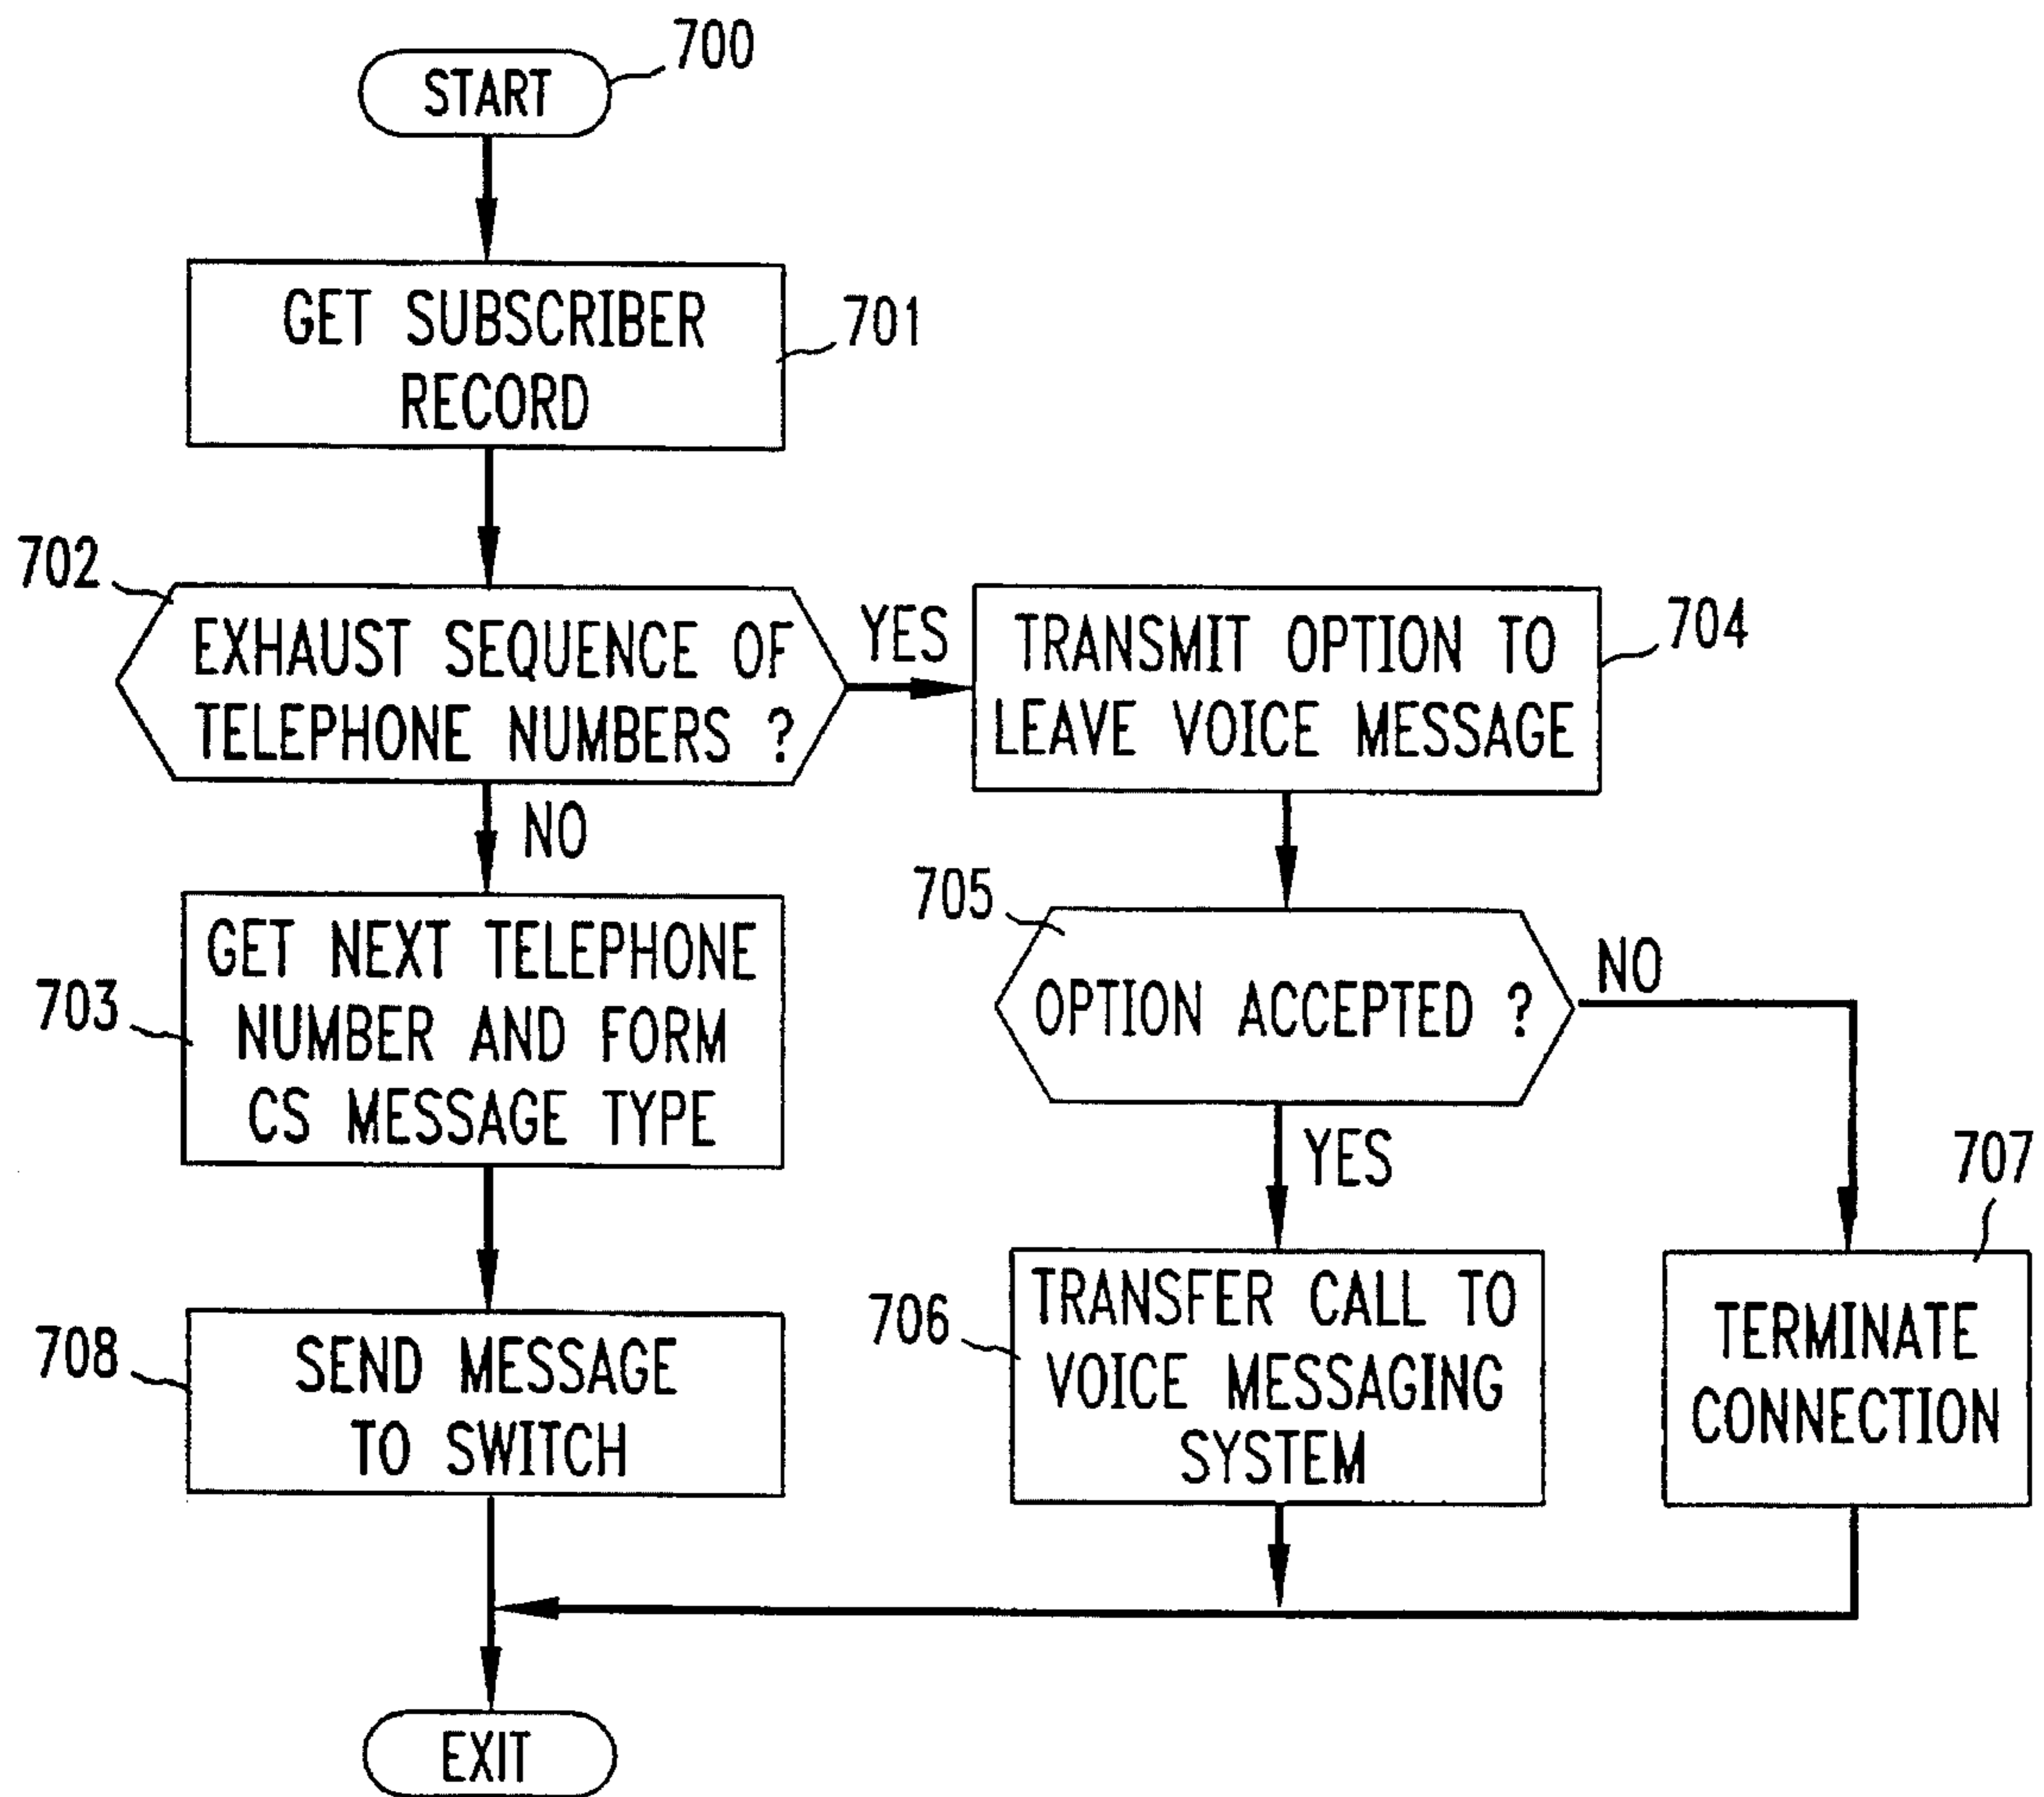 700
START
GET SUBSCRIBER
RECORD
701
702
EXHAUST SEQUENCE OF
TELEPHONE NUMBERS ?
YES
NO
TRANSMIT OPTION TO
LEAVE VOICE MESSAGE
704
703
GET NEXT TELEPHONE
NUMBER AND FORM
CS MESSAGE TYPE
705
OPTION ACCEPTED ?
NO
YES
708
SEND MESSAGE
TO SWITCH
706
TRANSFER CALL TO
VOICE MESSAGING
SYSTEM
707
TERMINATE
CONNECTION
EXIT